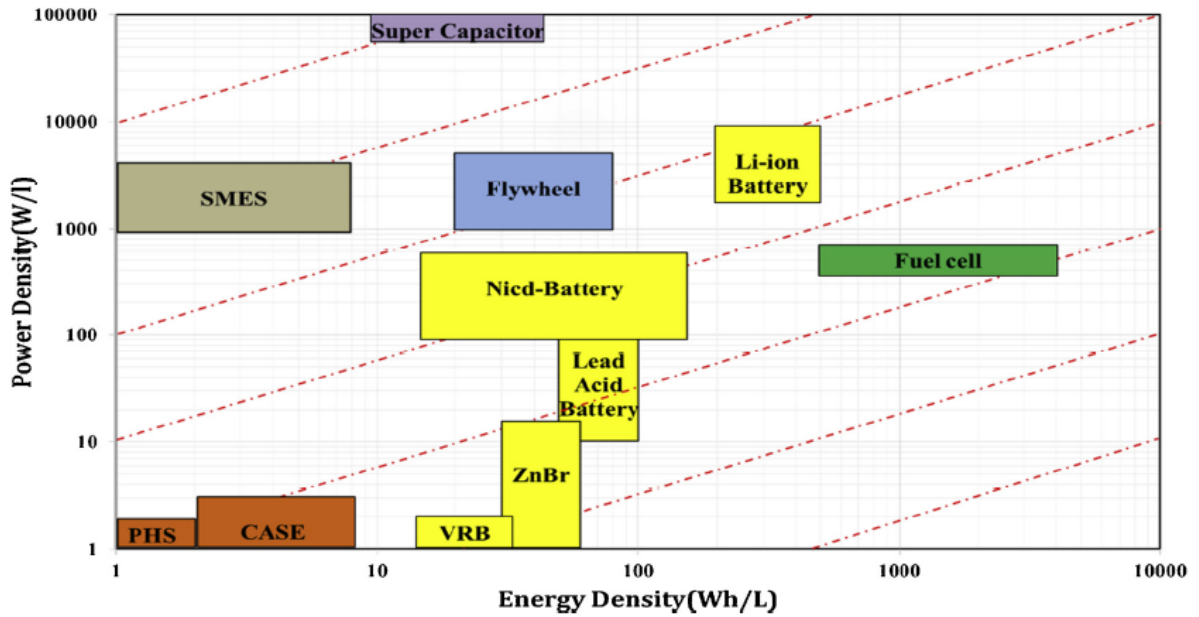 Power Density(W/l)
100000
10000
1000
100
10
1
Super Capacitor
SMES
Flywheel
Li-ion
Battery
Fuel cell
Nicd-Battery
Lead
Acid
Battery
ZnBr
PHS
CASE
VRB
1
10
100
1000
10000
Energy Density(Wh/L)